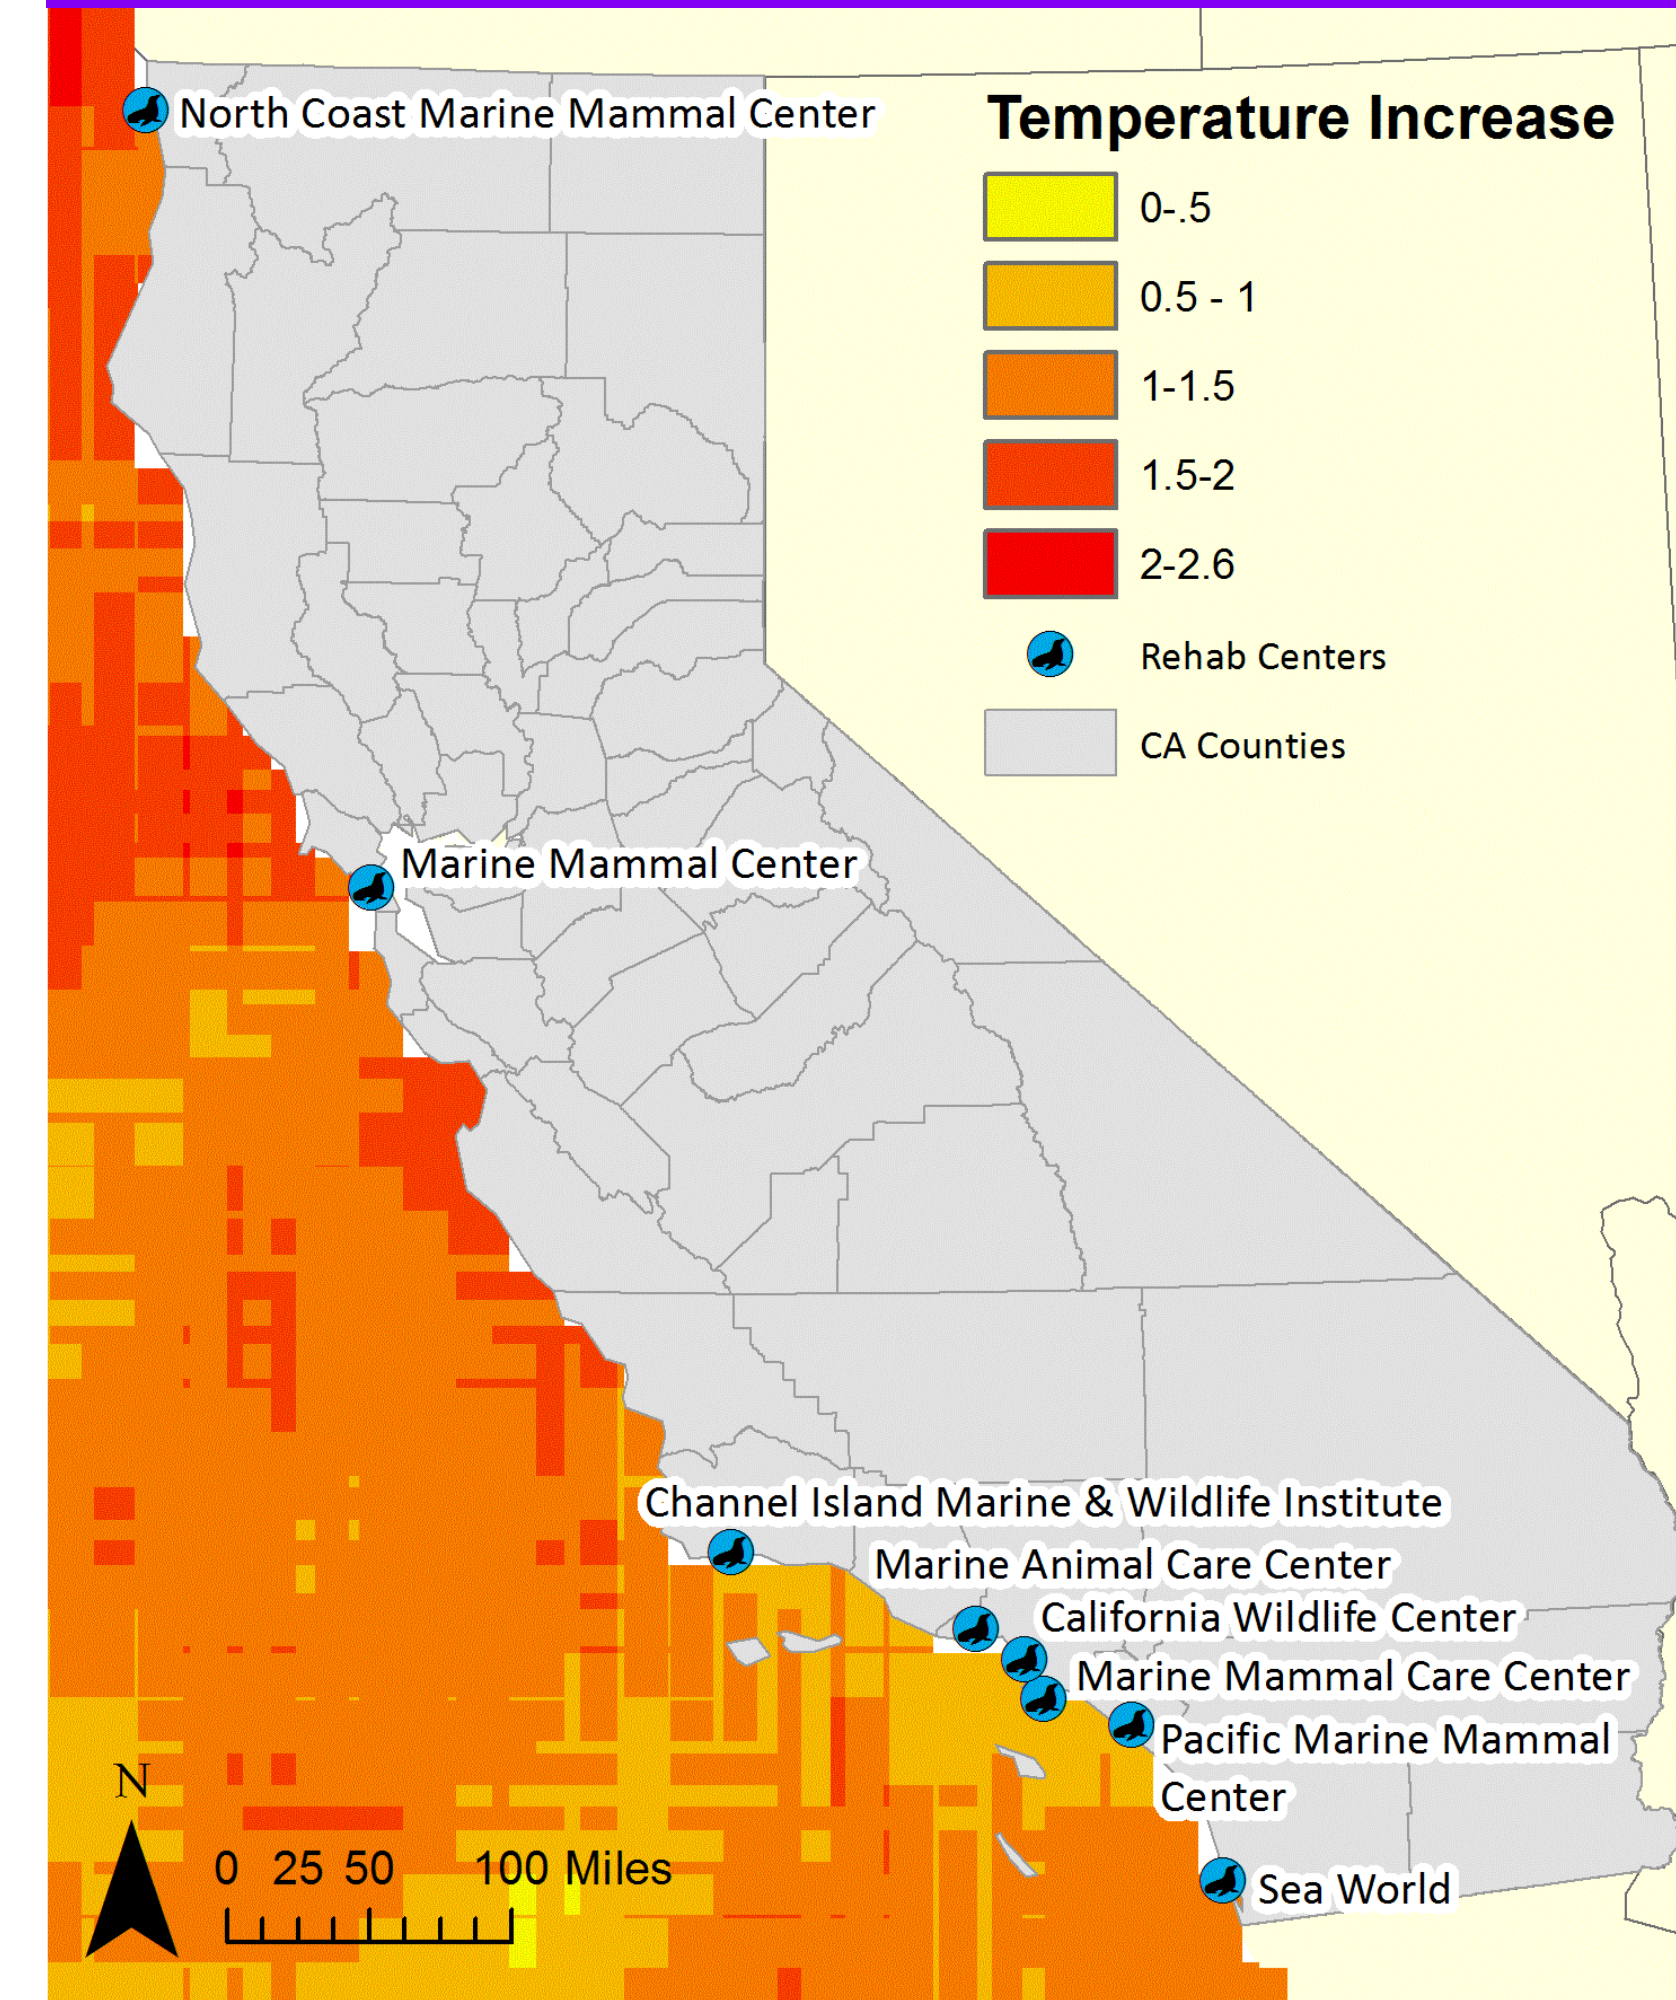 North Coast Marine Mammal Center
Temperature Increase
0-.5
0.5 - 1
1-1.5
1.5-2
2-2.6
Rehab Centers
CA Counties
Marine Mammal Center
Channel Island Marine & Wildlife Institute
Marine Animal Care Center
California Wildlife Center
Marine Mammal Care Center
Pacific Marine Mammal
Center
Sea World
N
0 25 50 100 Miles